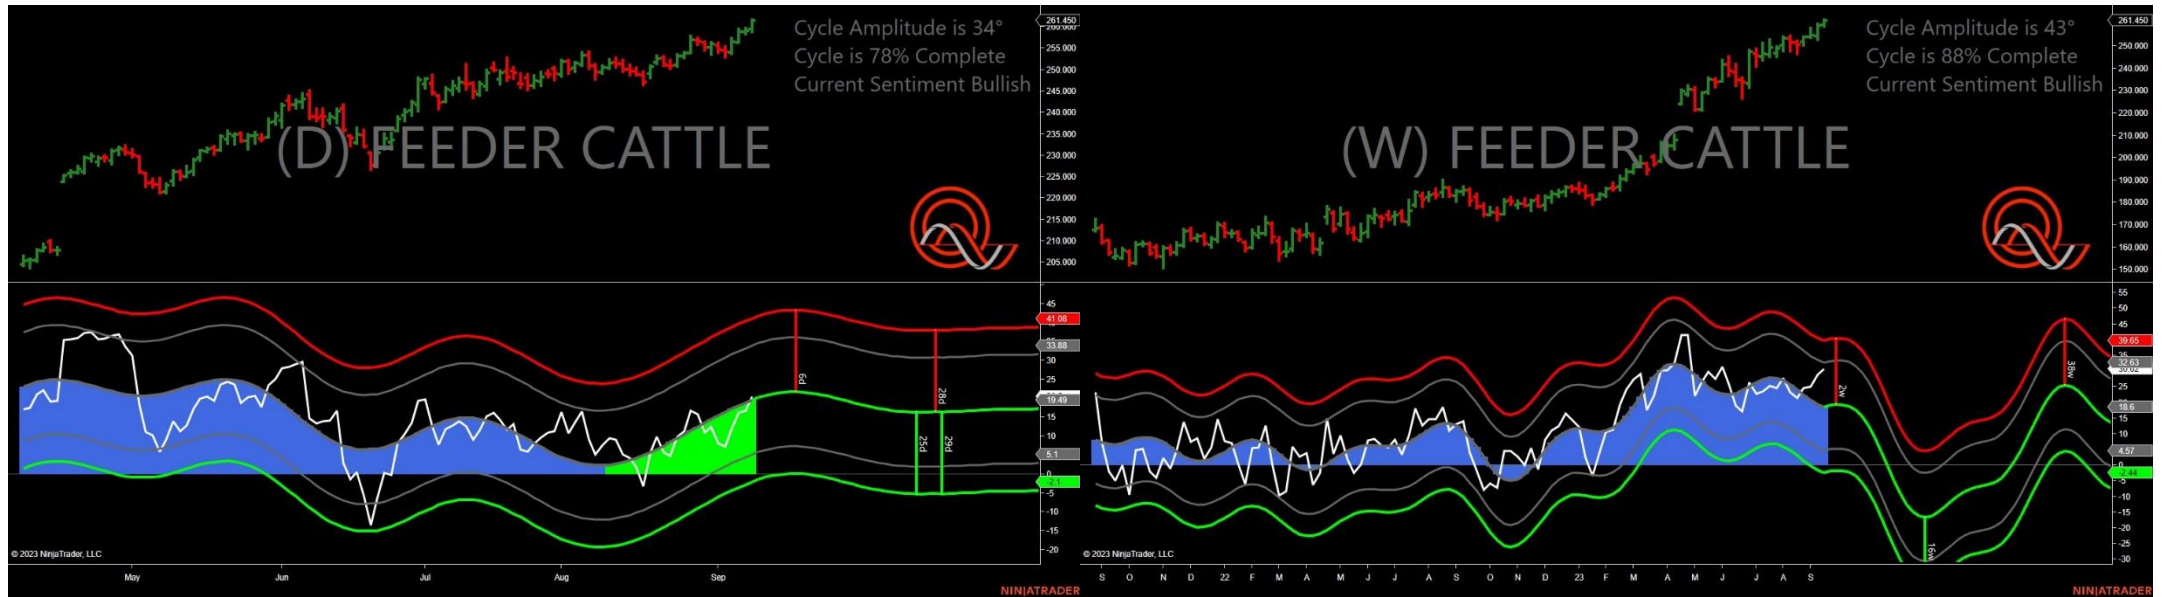 Cycle Amplitude is 34°
Cycle is 78% Complete
Current Sentiment Bullish
(D) FEEDER CATTLE
261.450
260.000
255.000
250.000
245.000
240.000
235.000
230.000
225.000
220.000
215.000
210.000
205.000
45
41.08
33.88
30
25
19.49
15
10
5.1
0
-2.1
-5
-10
-15
-20
6d
25d
28d
29d
© 2023 NinjaTrader, LLC
May Jun Jul Aug Sep
NINJATRADER
Cycle Amplitude is 43°
Cycle is 88% Complete
Current Sentiment Bullish
(W) FEEDER CATTLE
261.450
250.000
240.000
230.000
220.000
210.000
200.000
190.000
180.000
170.000
160.000
150.000
55
50
45
39.65
35
32.63
30.62
25
18.6
15
10
4.57
0
-2.44
-5
-10
-15
-20
-25
-30
2w
16w
38w
© 2023 NinjaTrader, LLC
S O N D 22 F M A M J J A S O N D 23 F M A M J J A S
NINJATRADER